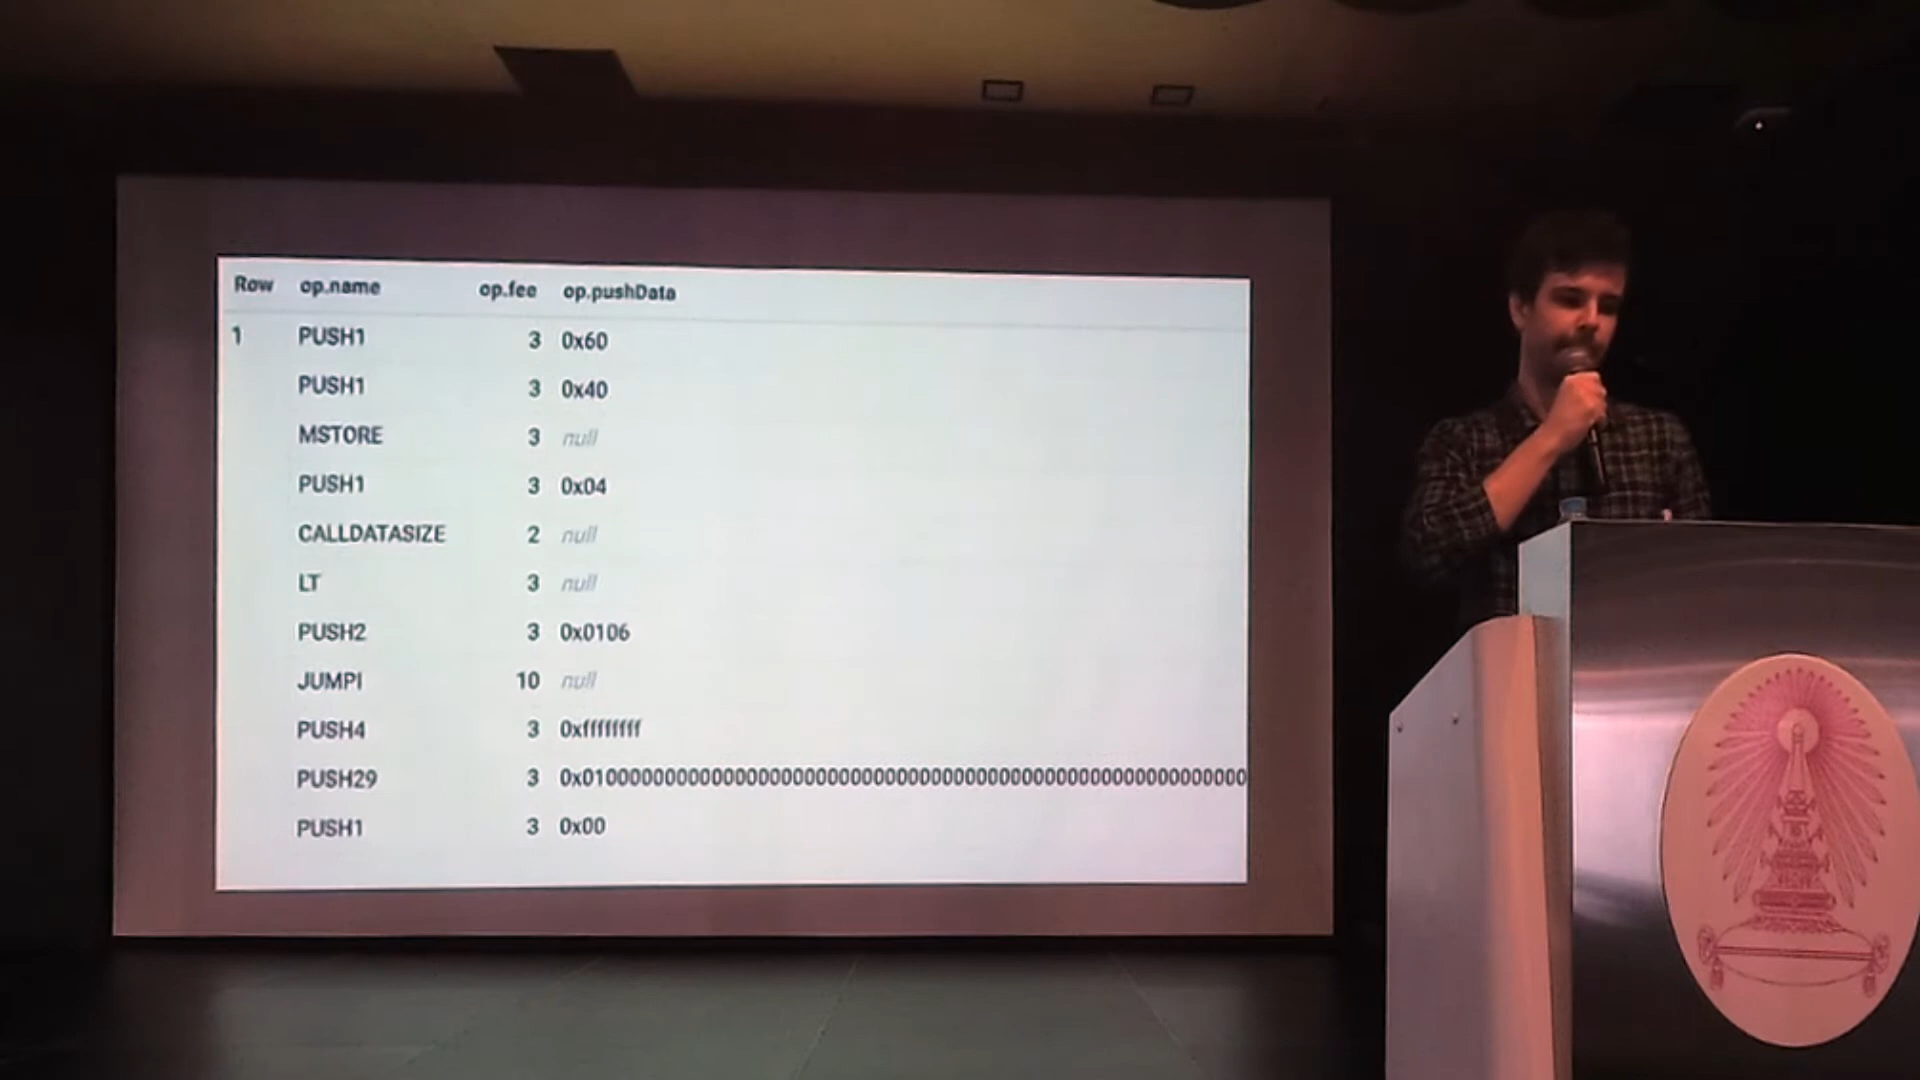 Row op.name op.fee op.pushData
1 PUSH1 3 0x60
PUSH1 3 0x40
MSTORE 3 null
PUSH1 3 0x04
CALLDATASIZE 2 null
LT 3 null
PUSH2 3 0x0106
JUMPI 10 null
PUSH4 3 0xffffffff
PUSH29 3 0x01000000000000000000000000000000000000000000000000000000
PUSH1 3 0x00